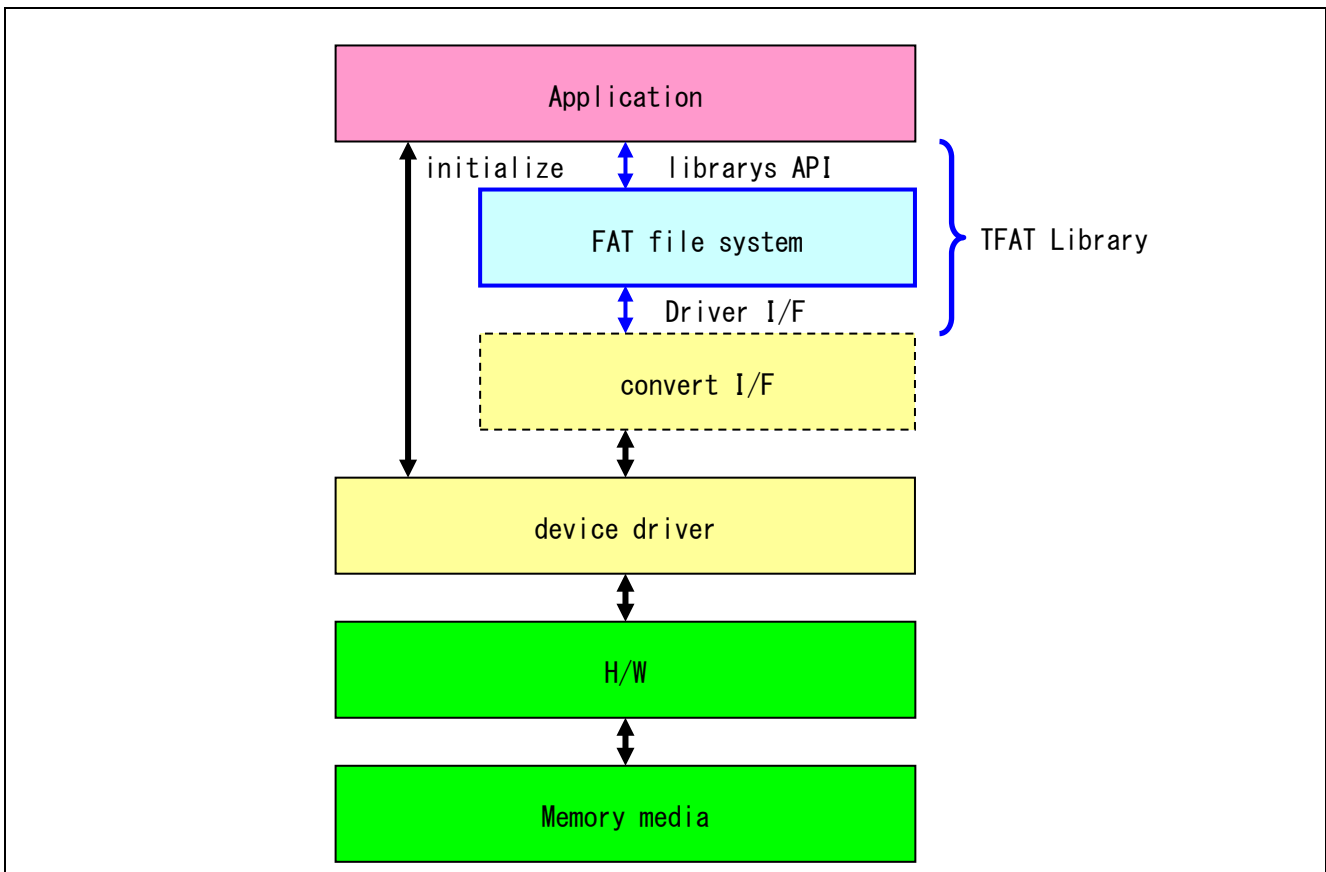 Application
initialize
librarys API
FAT file system
TFAT Library
Driver I/F
convert I/F
device driver
H/W
Memory media